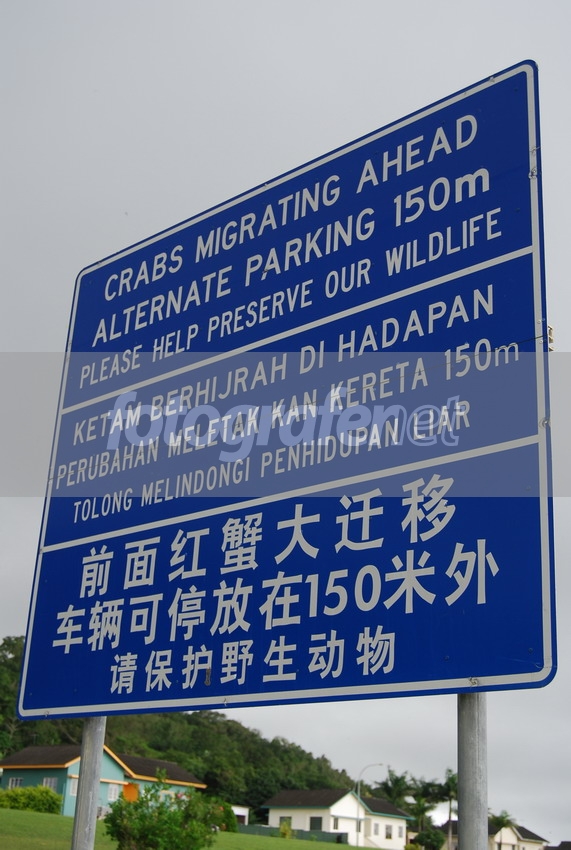 CRABS MIGRATING AHEAD
ALTERNATE PARKING 150m
PLEASE HELP PRESERVE OUR WILDLIFE
KETAM BERHIJRAH DI HADAPAN
PERUBAHAN MELETAK KAN KERETA 150m
fotografenet
TOLONG MELINDONGI PENHIDUPAN LIAR
前面红蟹大迁移
车辆可停放在150米外
请保护野生动物